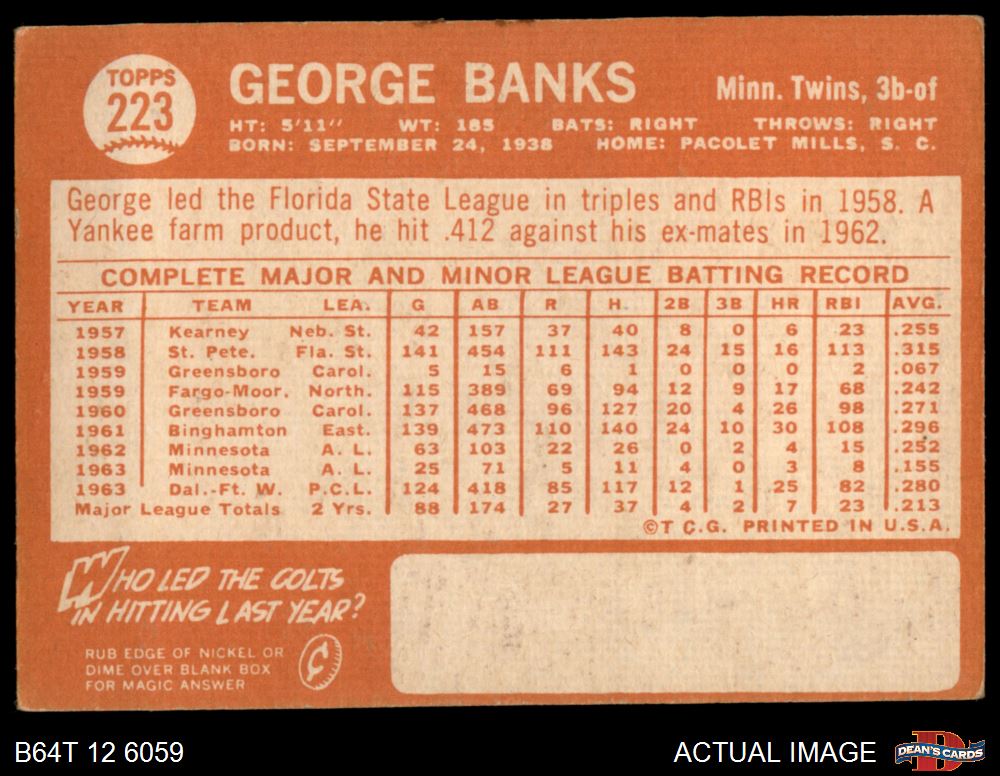 TOPPS
223
GEORGE BANKS
Minn. Twins, 3b-of
HT: 5'11" WT: 185 BATS: RIGHT THROWS: RIGHT
BORN: SEPTEMBER 24, 1938 HOME: PACOLET MILLS, S. C.
George led the Florida State League in triples and RBIs in 1958. A
Yankee farm product, he hit .412 against his ex-mates in 1962.
COMPLETE MAJOR AND MINOR LEAGUE BATTING RECORD
YEAR TEAM LEA. G AB R H. 2B 3B HR RBI AVG.
1957 Kearney Neb. St. 42 157 37 40 8 0 6 23 .255
1958 St. Pete. Fla. St. 141 454 111 143 24 15 16 113 .315
1959 Greensboro Carol. 5 15 6 1 0 0 0 2 .067
1959 Fargo-Moor. North. 115 389 69 94 12 9 17 68 .242
1960 Greensboro Carol. 137 468 96 127 20 4 26 98 .271
1961 Binghamton East. 139 473 110 140 24 10 30 108 .296
1962 Minnesota A. L. 63 103 22 26 0 2 4 15 .252
1963 Minnesota A. L. 25 71 5 11 4 0 3 8 .155
1963 Dal.-Ft. W. P.C.L. 124 418 85 117 12 1 25 82 .280
Major League Totals 2 Yrs. 88 174 27 37 4 2 7 23 .213
©T.C.G. PRINTED IN U.S.A.
WHO LED THE COLTS
IN HITTING LAST YEAR?
RUB EDGE OF NICKEL OR
DIME OVER BLANK BOX
FOR MAGIC ANSWER
B64T 12 6059
ACTUAL IMAGE
D
DEAN'S CARDS